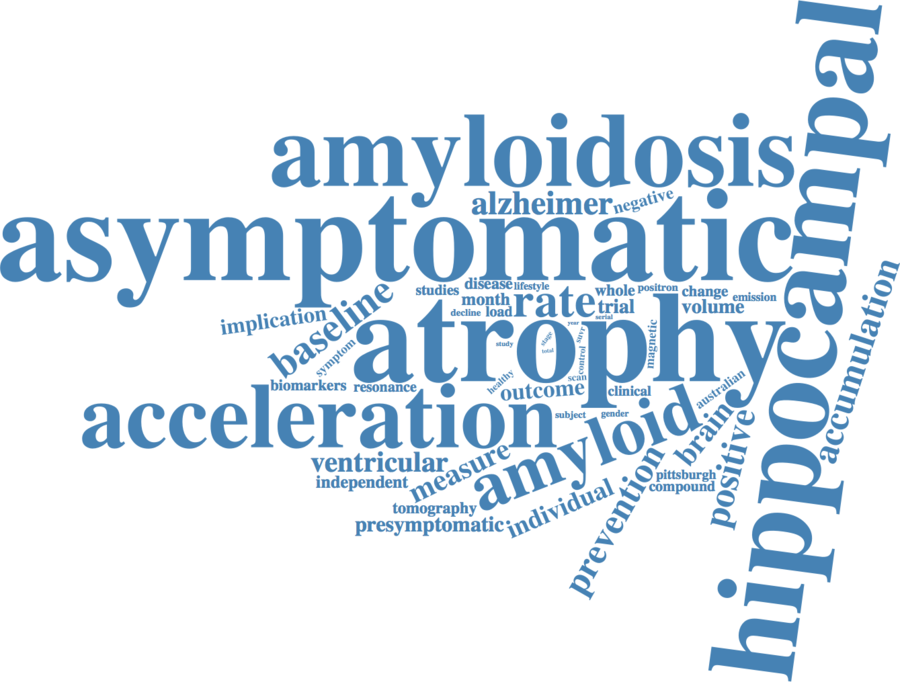 hippocampal
amyloidosis
alzheimer
negative
asymptomatic
accumulation
studies
disease
lifestyle
whole
positron
change
emission
month
rate
trial
volume
decline
load
serial
baseline
implication
symptom
atrophy
year
study
stage
total
control
scan
magnetic
healthy
outcome
clinical
biomarkers
resonance
australian
acceleration
subject
gender
amyloid
brain
positive
ventricular
measure
independent
pittsburgh
compound
prevention
individual
tomography
presymptomatic